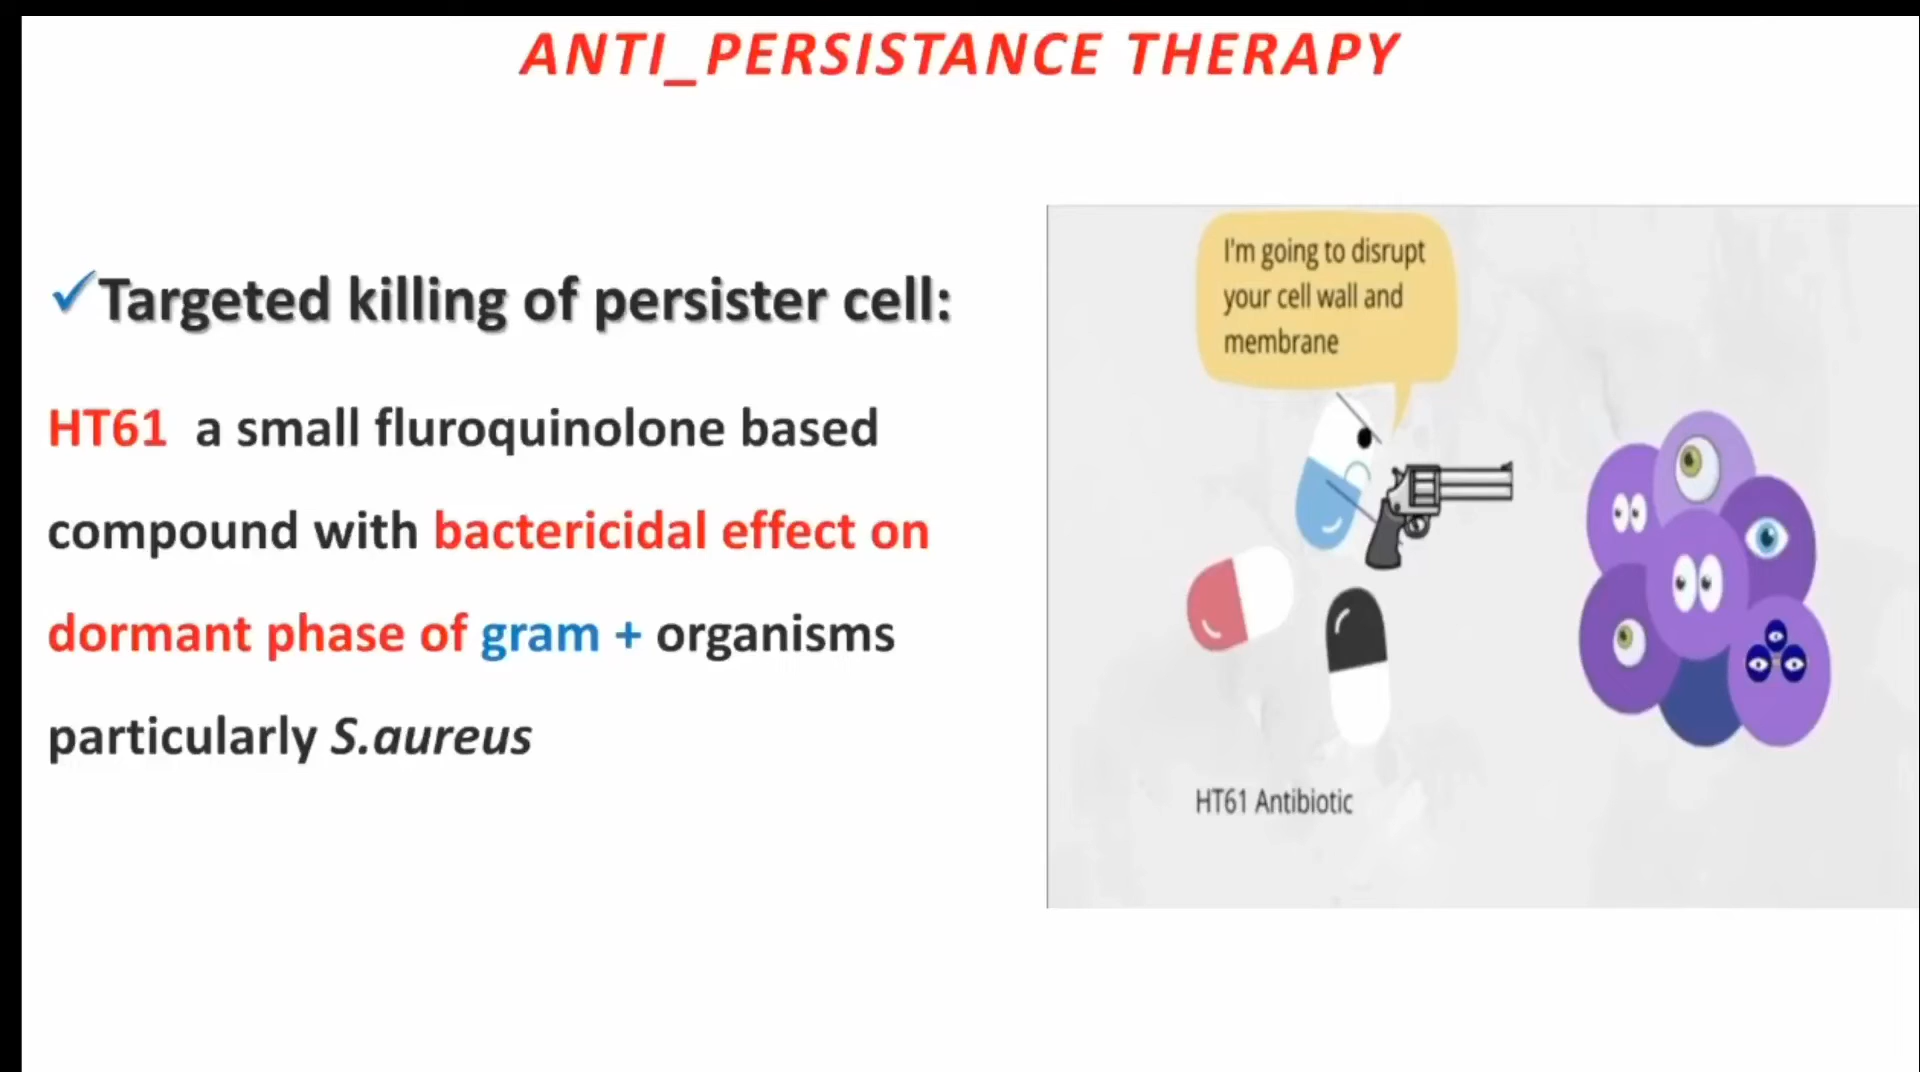 ANTI_PERSISTANCE THERAPY
✓Targeted killing of persister cell:
HT61 a small fluroquinolone based
compound with bactericidal effect on
dormant phase of gram + organisms
particularly S.aureus
I'm going to disrupt
your cell wall and
membrane
HT61 Antibiotic